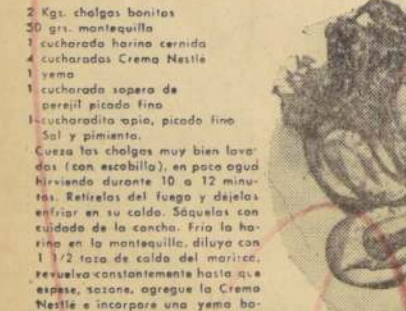 2 Kgs. cholgas bonitas
50 grs. mantequilla
1 cucharada harina cernida
4 cucharadas Crema Nestlé
1 yema
1 cucharada sopera de
perejil picado fino
1 cucharadita apio, picado fino
Sal y pimienta.
Cueza las cholgas muy bien lava-
das (con escobilla), en poca agua
hirviendo durante 10 a 12 minu-
tos. Retírelas del fuego y déjelas
enfriar en su caldo. Sáquelas con
cuidado de la concha. Fría la ha-
rina en la mantequilla, diluya con
1 1/2 taza de caldo del marisco,
revuelva constantemente hasta que
espese, sazone, agregue la Crema
Nestlé e incorpore una yema ba-